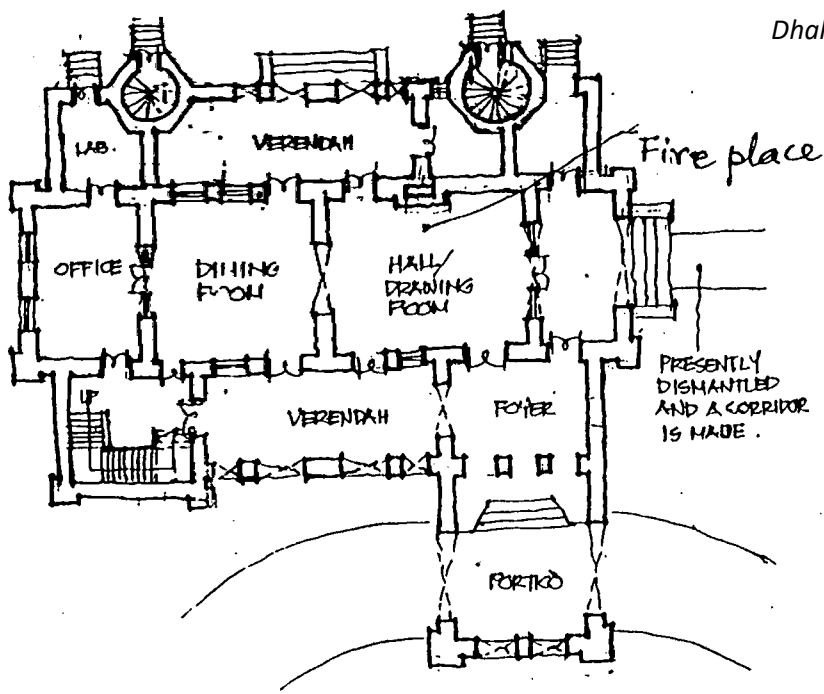 Dhal
LAB.
VERENDAH
Fire place
OFFICE
DINING
ROOM
HALL/
DRAWING
ROOM
PRESENTLY
DISMANTLED
AND A CORRIDOR
IS MADE.
UP
VERENDAH
FOYER
PORTICO